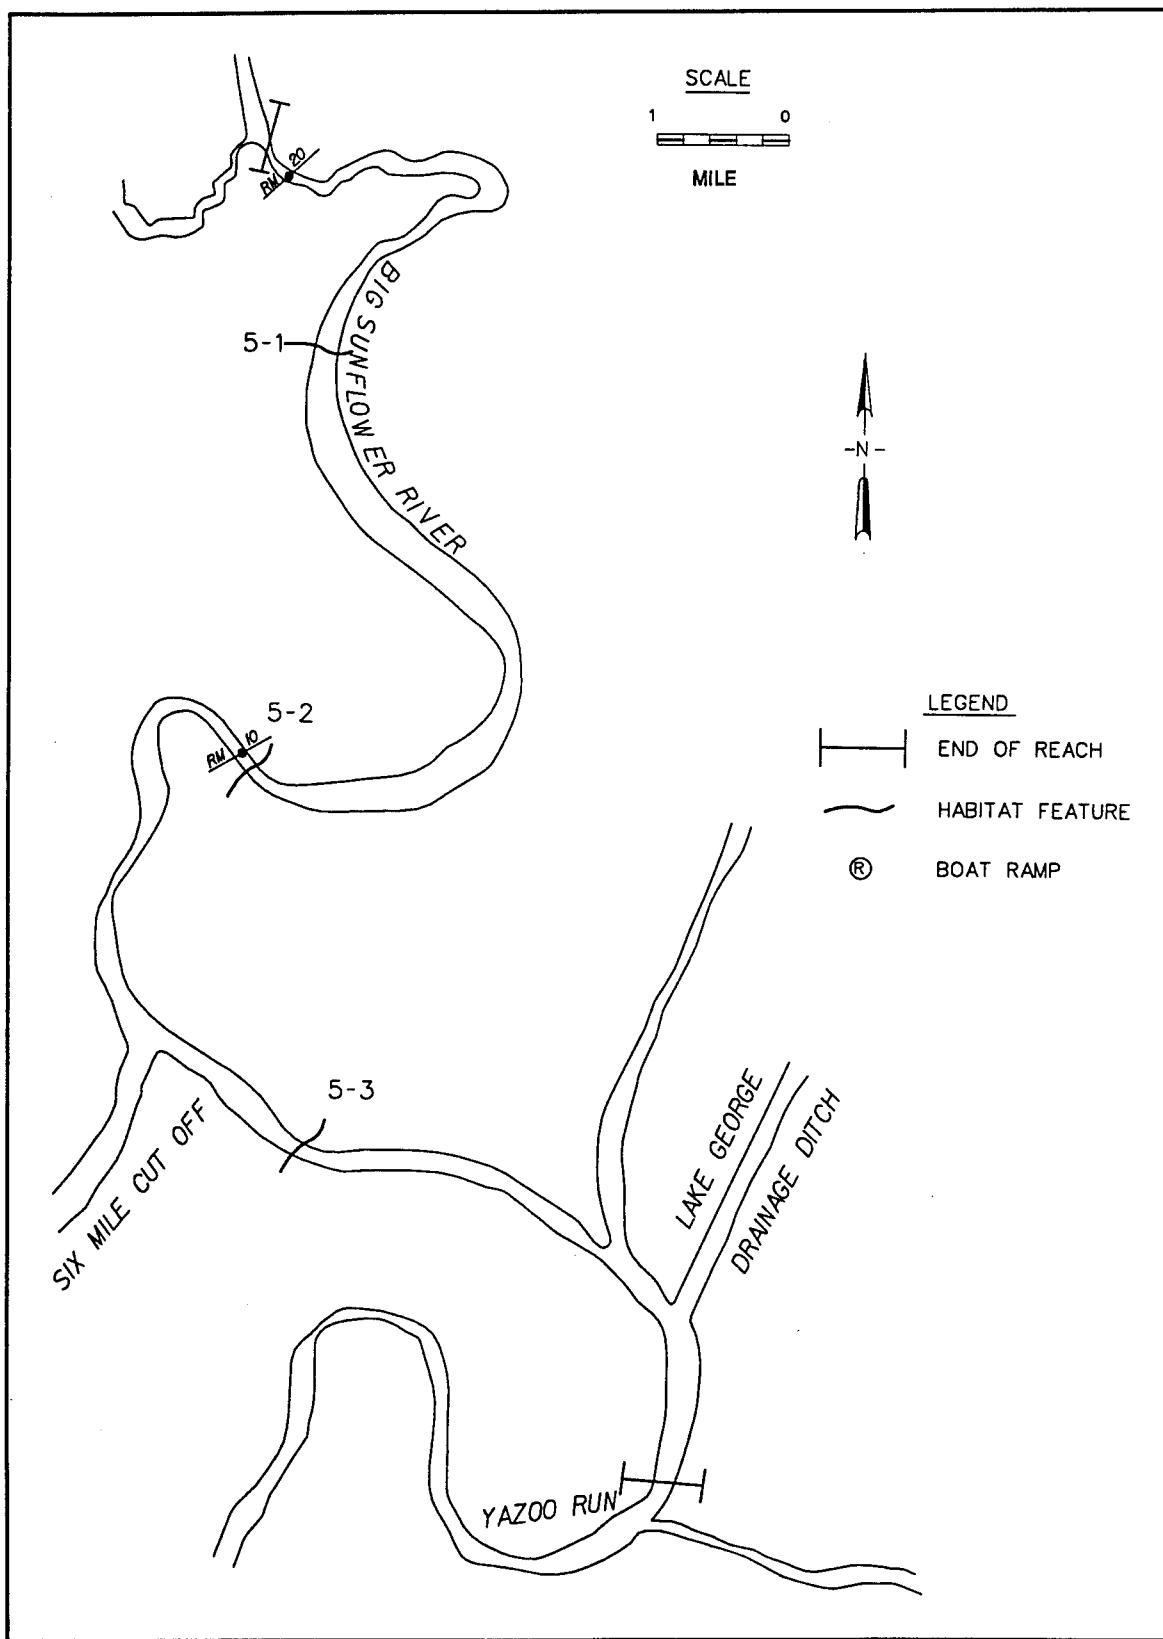 SCALE
1 0
MILE
RM 20
BIG SUNFLOWER RIVER
5-1
-N-
5-2
RM 10
LEGEND
END OF REACH
HABITAT FEATURE
R BOAT RAMP
5-3
SIX MILE CUT OFF
LAKE GEORGE
DRAINAGE DITCH
YAZOO RUN